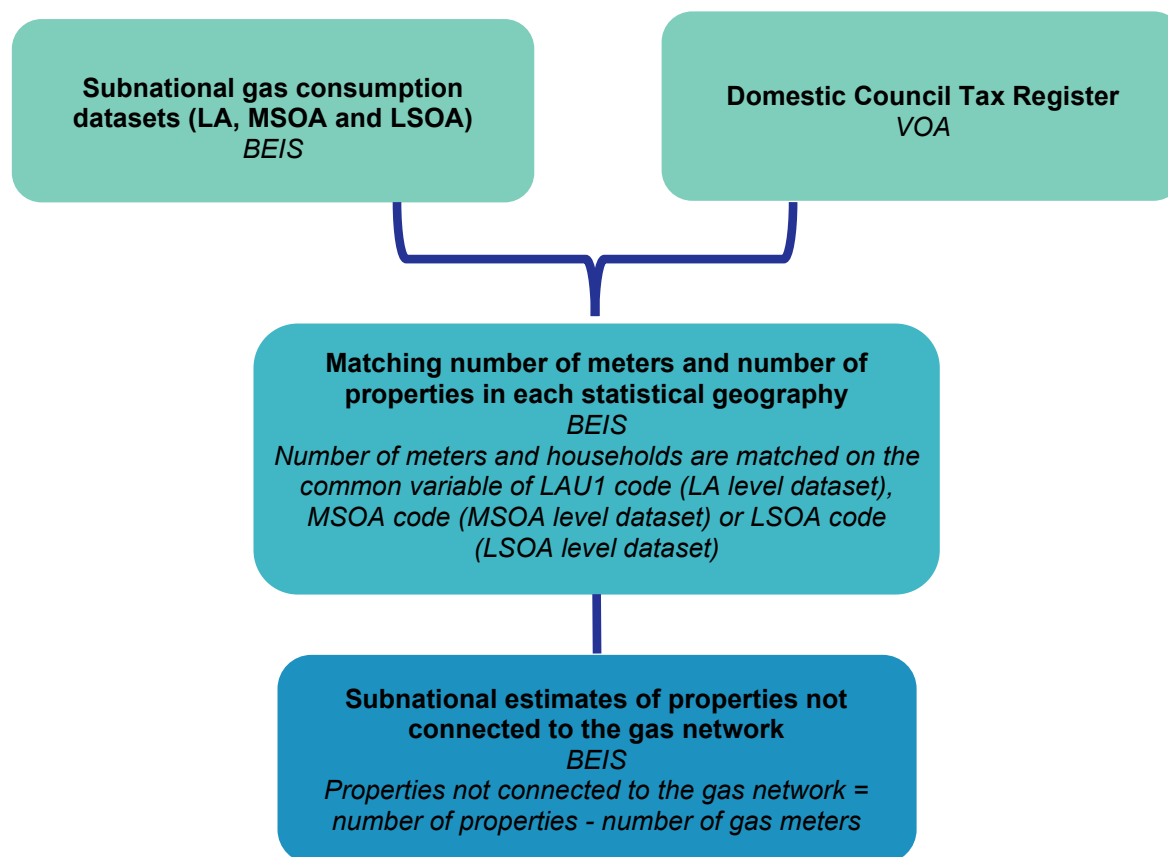 Subnational gas consumption
datasets (LA, MSOA and LSOA)
BEIS
Domestic Council Tax Register
VOA
Matching number of meters and number of
properties in each statistical geography
BEIS
Number of meters and households are matched on the
common variable of LAU1 code (LA level dataset),
MSOA code (MSOA level dataset) or LSOA code
(LSOA level dataset)
Subnational estimates of properties not
connected to the gas network
BEIS
Properties not connected to the gas network =
number of properties - number of gas meters